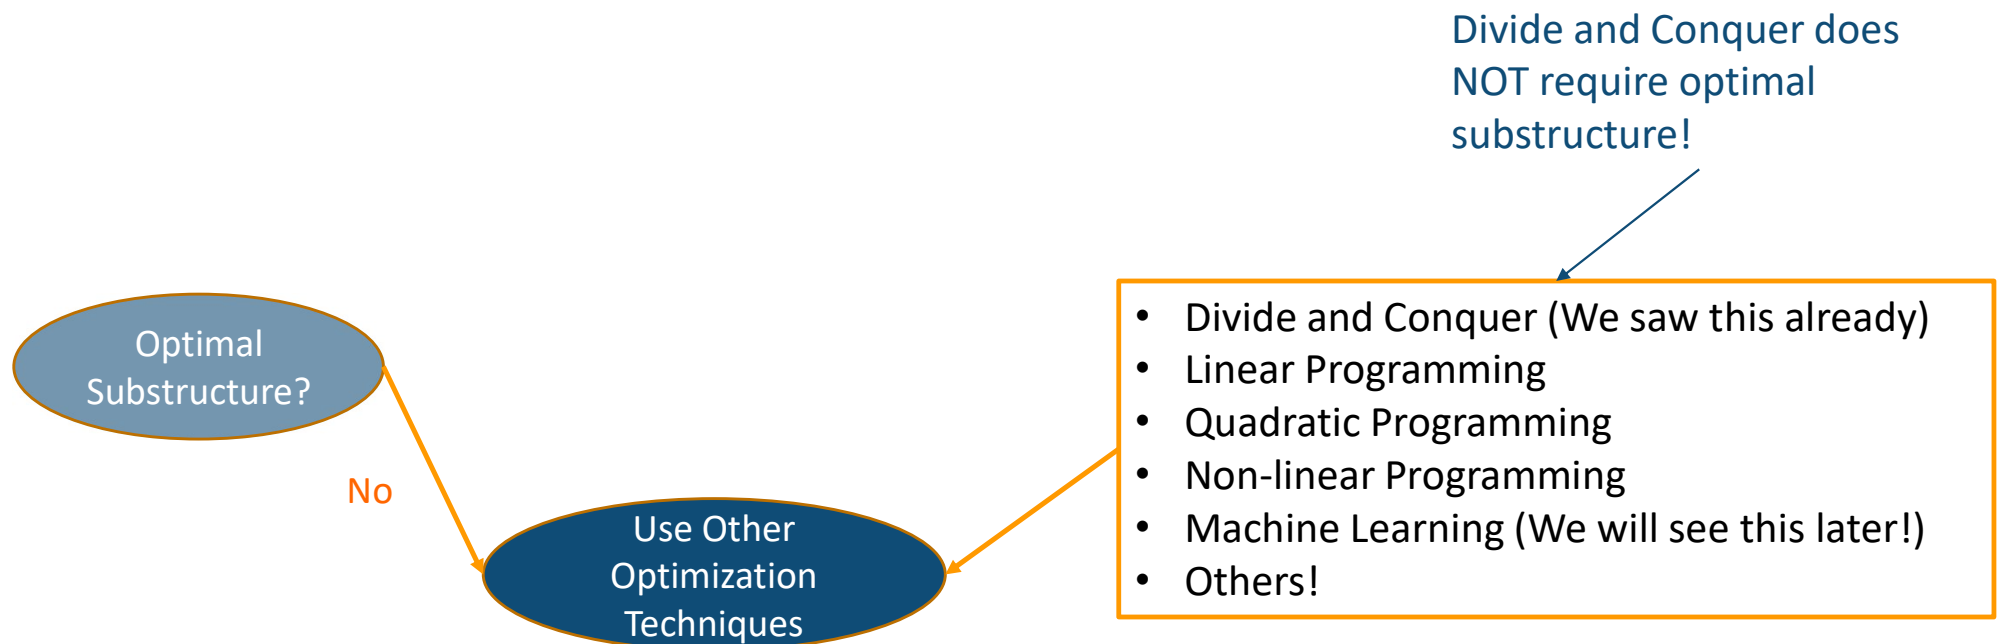 Divide and Conquer does
NOT require optimal
substructure!
Optimal
Substructure?
No
Use Other
Optimization
Techniques
• Divide and Conquer (We saw this already)
• Linear Programming
• Quadratic Programming
• Non-linear Programming
• Machine Learning (We will see this later!)
• Others!